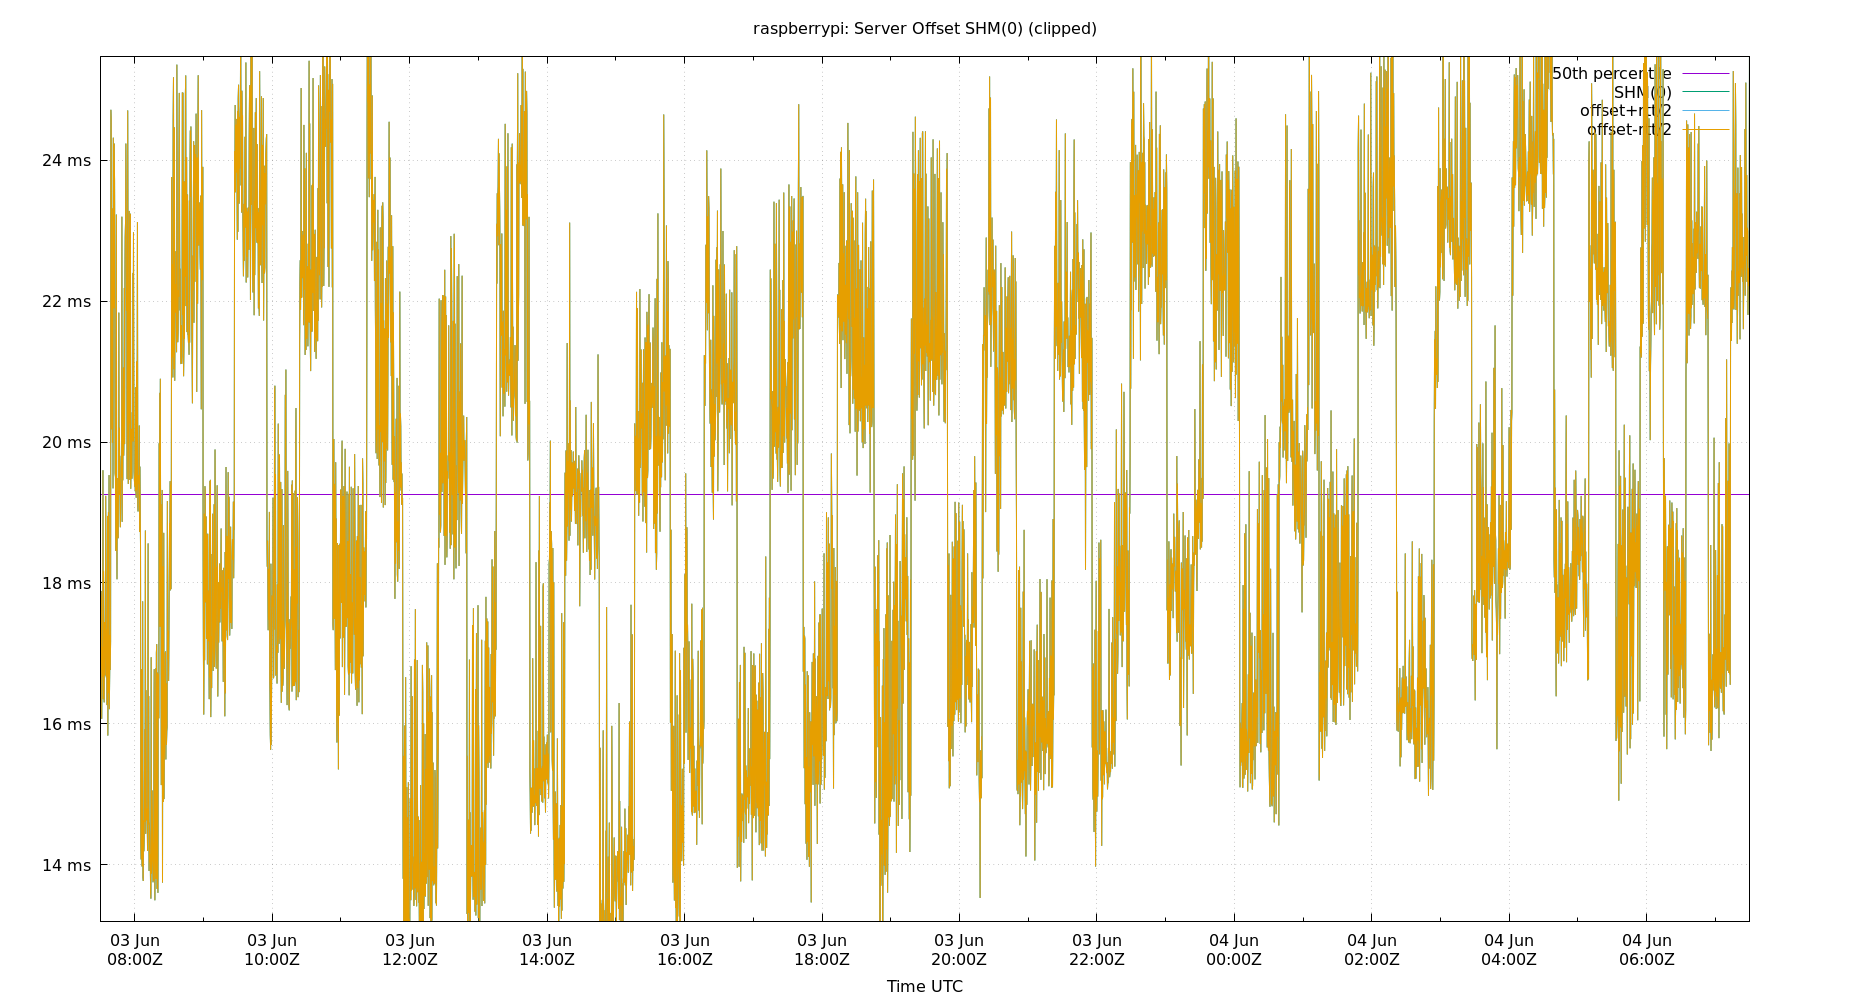 raspberrypi: Server Offset SHM(0) (clipped)
50th percentile
SHM(0)
offset+rtt/2
offset-rtt/2
24 ms
22 ms
20 ms
18 ms
16 ms
14 ms
03 Jun 03 Jun 03 Jun 03 Jun 03 Jun 03 Jun 03 Jun 03 Jun 04 Jun 04 Jun 04 Jun 04 Jun
08:00Z 10:00Z 12:00Z 14:00Z 16:00Z 18:00Z 20:00Z 22:00Z 00:00Z 02:00Z 04:00Z 06:00Z
Time UTC